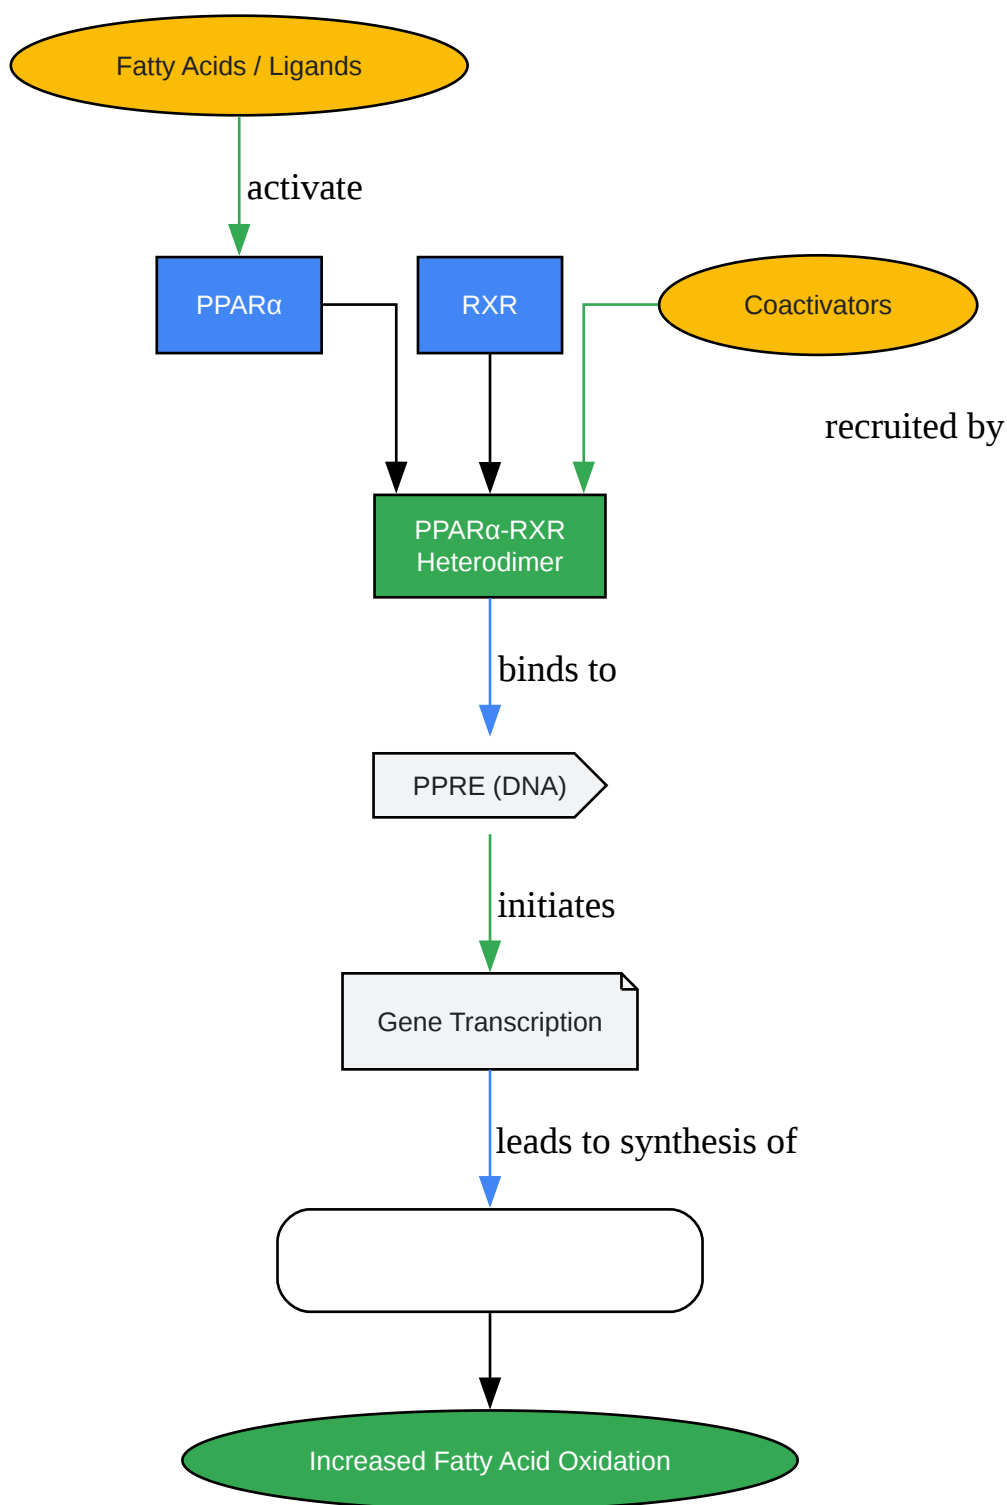 Fatty Acids / Ligands
activate
PPARα
RXR
Coactivators
recruited by
PPARα-RXR
Heterodimer
binds to
PPRE (DNA)
initiates
Gene Transcription
leads to synthesis of
Increased Fatty Acid Oxidation